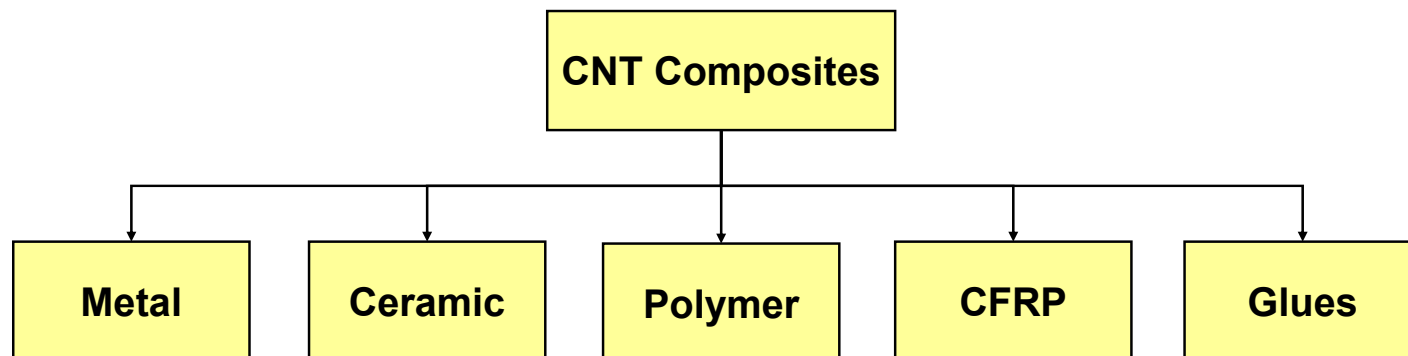 CNT Composites
Metal
Ceramic
Polymer
CFRP
Glues